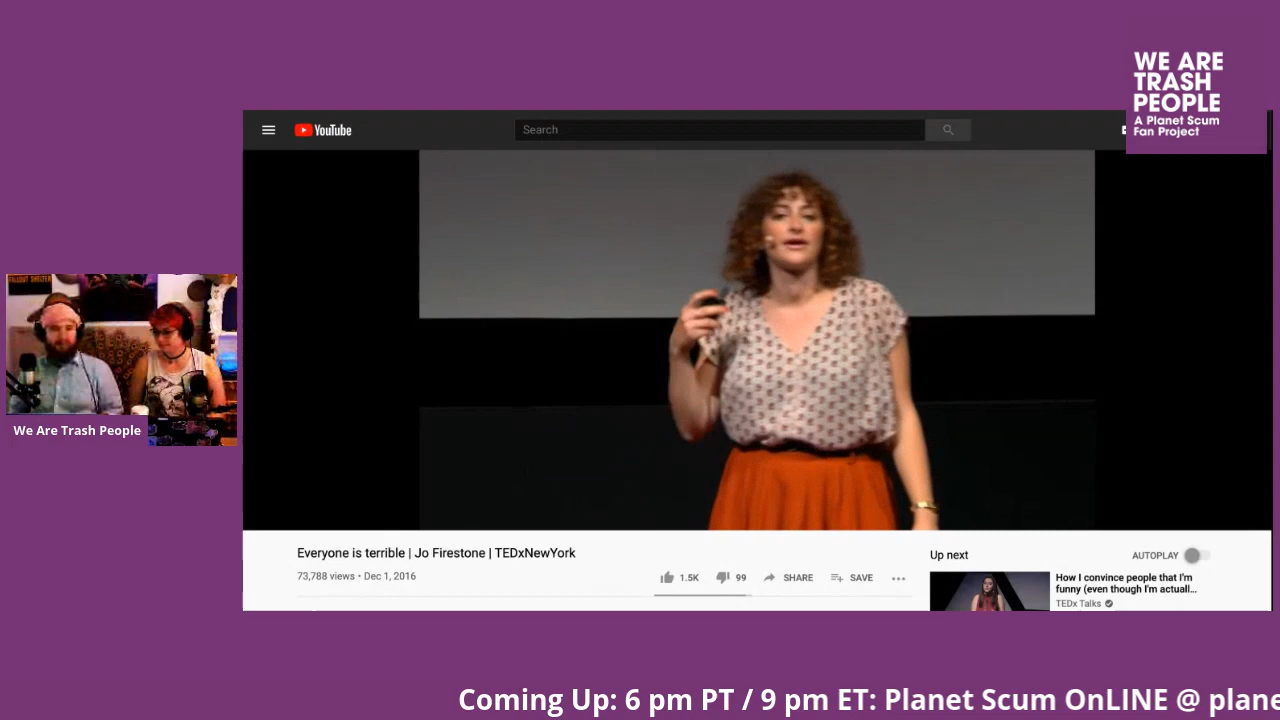 WE ARE
TRASH
PEOPLE
A Planet Scum
Fan Project
YouTube
Search
FALLOUT SHELTER
We Are Trash People
Everyone is terrible | Jo Firestone | TEDxNewYork
73,788 views • Dec 1, 2016
1.5K
99
SHARE
SAVE
Up next
AUTOPLAY
How I convince people that I'm
funny (even though I'm actuall...
TEDx Talks
Coming Up: 6 pm PT / 9 pm ET: Planet Scum OnLINE @ plane